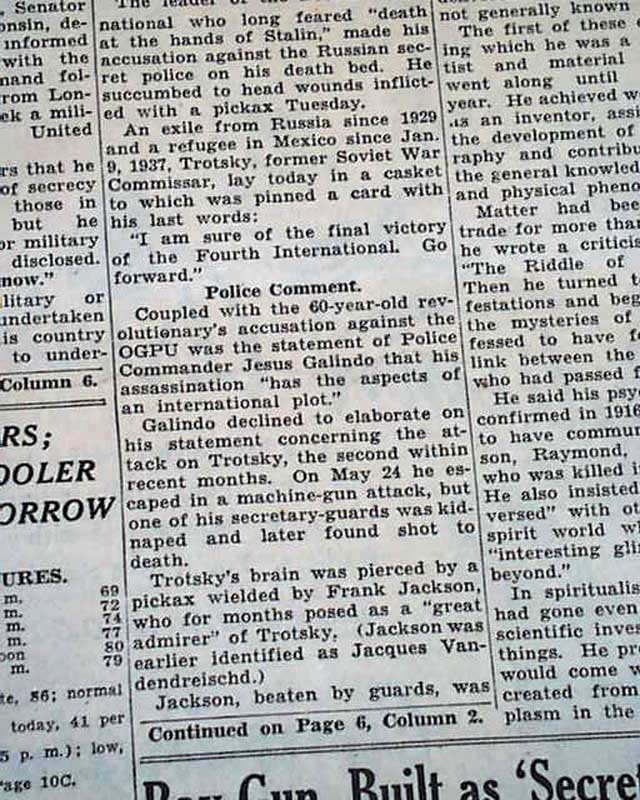 Senator
onsin, de-
informed
with the
mand fol-
rom Lon-
ek a mili-
United
rs that he
of secrecy
those in
but he
or military
disclosed.
now."
litary or
undertaken
is country
to under-
Column 6.
RS;
OOLER
ORROW
URES.
m. 69
m. 72
m. 74
m. 77
oon 80
m. 79
te, 86; normal
today, 41 per
5 p. m.); low,
age 10C.
The leader of the
national who long feared "death
at the hands of Stalin," made his
accusation against the Russian sec-
ret police on his death bed. He
succumbed to head wounds inflict-
ed with a pickax Tuesday.
An exile from Russia since 1929
and a refugee in Mexico since Jan.
9, 1937, Trotsky, former Soviet War
Commissar, lay today in a casket
to which was pinned a card with
his last words:
"I am sure of the final victory
of the Fourth International. Go
forward."
Police Comment.
Coupled with the 60-year-old rev-
olutionary's accusation against the
OGPU was the statement of Police
Commander Jesus Galindo that his
assassination "has the aspects of
an international plot."
Galindo declined to elaborate on
his statement concerning the at-
tack on Trotsky, the second within
recent months. On May 24 he es-
caped in a machine-gun attack, but
one of his secretary-guards was kid-
naped and later found shot to
death.
Trotsky's brain was pierced by a
pickax wielded by Frank Jackson,
who for months posed as a "great
admirer" of Trotsky. (Jackson was
earlier identified as Jacques Van-
dendreischd.)
Jackson, beaten by guards, was
Continued on Page 6, Column 2.
not generally known
The first of these
ing which he was a
tist and material
went along until
year. He achieved w
as an inventor, assi
the development of
raphy and contribu
the general knowled
and physical pheno
Matter had bee
trade for more than
he wrote a criticis
"The Riddle of
Then he turned t
festations and beg
the mysteries of
fessed to have f
link between the
who had passed f
He said his psy
confirmed in 1916
to have commun
son, Raymond,
who was killed i
He also insisted
versed" with ot
spirit world w
"interesting gli
beyond."
In spiritualis
had gone even
scientific inves
things. He pr
would come w
created from
plasm in the
Ray Gun, Built as 'Secre